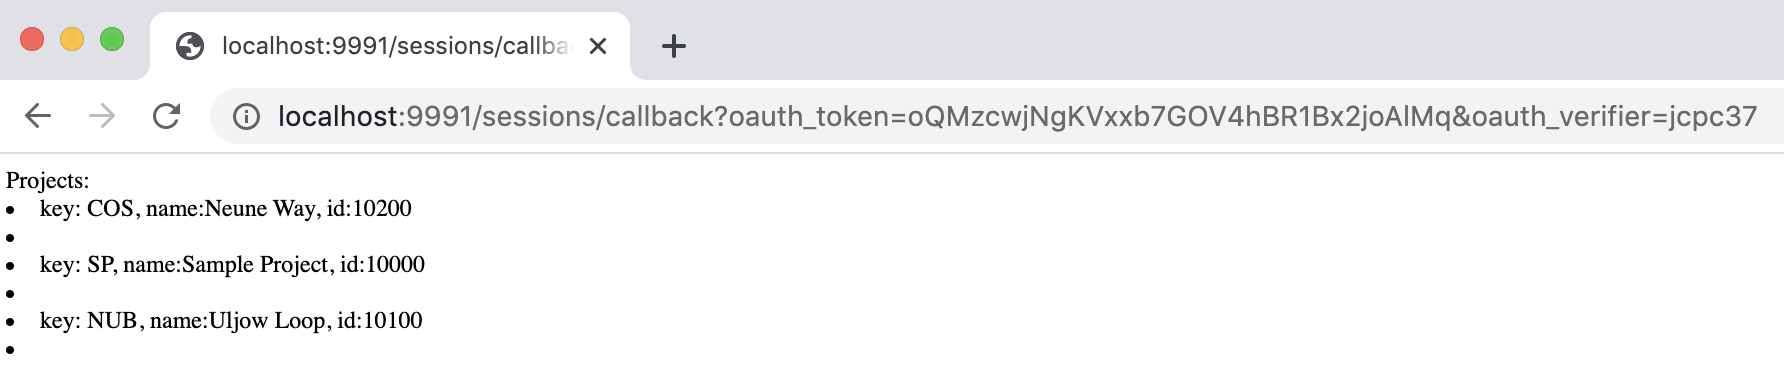 localhost:9991/sessions/callba
localhost:9991/sessions/callback?oauth_token=oQMzcwjNgKVxxb7GOV4hBR1Bx2joAlMq&oauth_verifier=jcpc37
Projects:
• key: COS, name:Neune Way, id:10200
•
• key: SP, name:Sample Project, id:10000
•
• key: NUB, name:Uljow Loop, id:10100
•